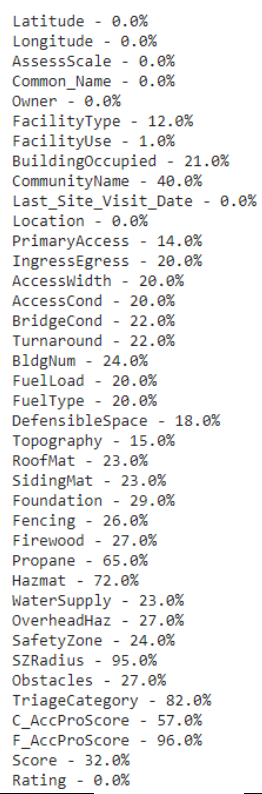 Latitude - 0.0%
Longitude - 0.0%
AssessScale - 0.0%
Common_Name - 0.0%
Owner - 0.0%
FacilityType - 12.0%
FacilityUse - 1.0%
BuildingOccupied - 21.0%
CommunityName - 40.0%
Last_Site_Visit_Date - 0.0%
Location - 0.0%
PrimaryAccess - 14.0%
IngressEgress - 20.0%
AccessWidth - 20.0%
AccessCond - 20.0%
BridgeCond - 22.0%
Turnaround - 22.0%
BldgNum - 24.0%
FuelLoad - 20.0%
FuelType - 20.0%
DefensibleSpace - 18.0%
Topography - 15.0%
RoofMat - 23.0%
SidingMat - 23.0%
Foundation - 29.0%
Fencing - 26.0%
Firewood - 27.0%
Propane - 65.0%
Hazmat - 72.0%
WaterSupply - 23.0%
OverheadHaz - 27.0%
SafetyZone - 24.0%
SZRadius - 95.0%
Obstacles - 27.0%
TriageCategory - 82.0%
C_AccProScore - 57.0%
F_AccProScore - 96.0%
Score - 32.0%
Rating - 0.0%